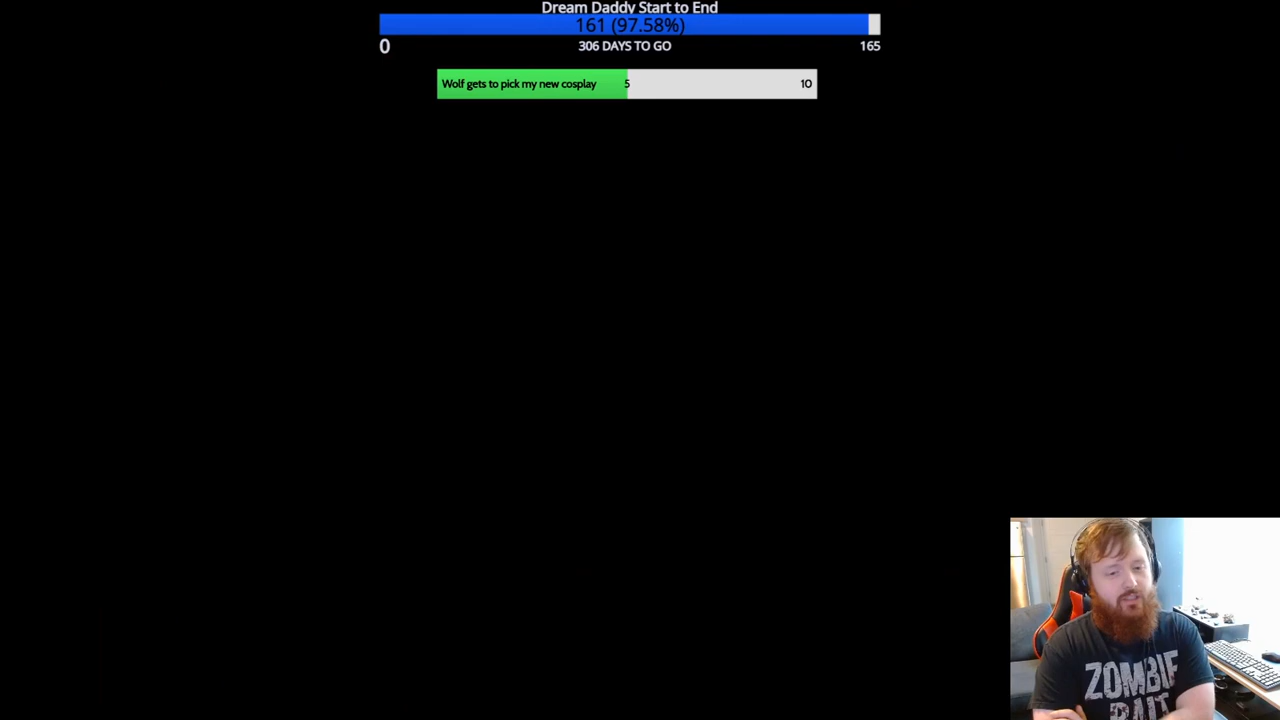 Dream Daddy Start to End
161 (97.58%)
0 306 DAYS TO GO 165
Wolf gets to pick my new cosplay 5 10
ZOMBIE
BAIT